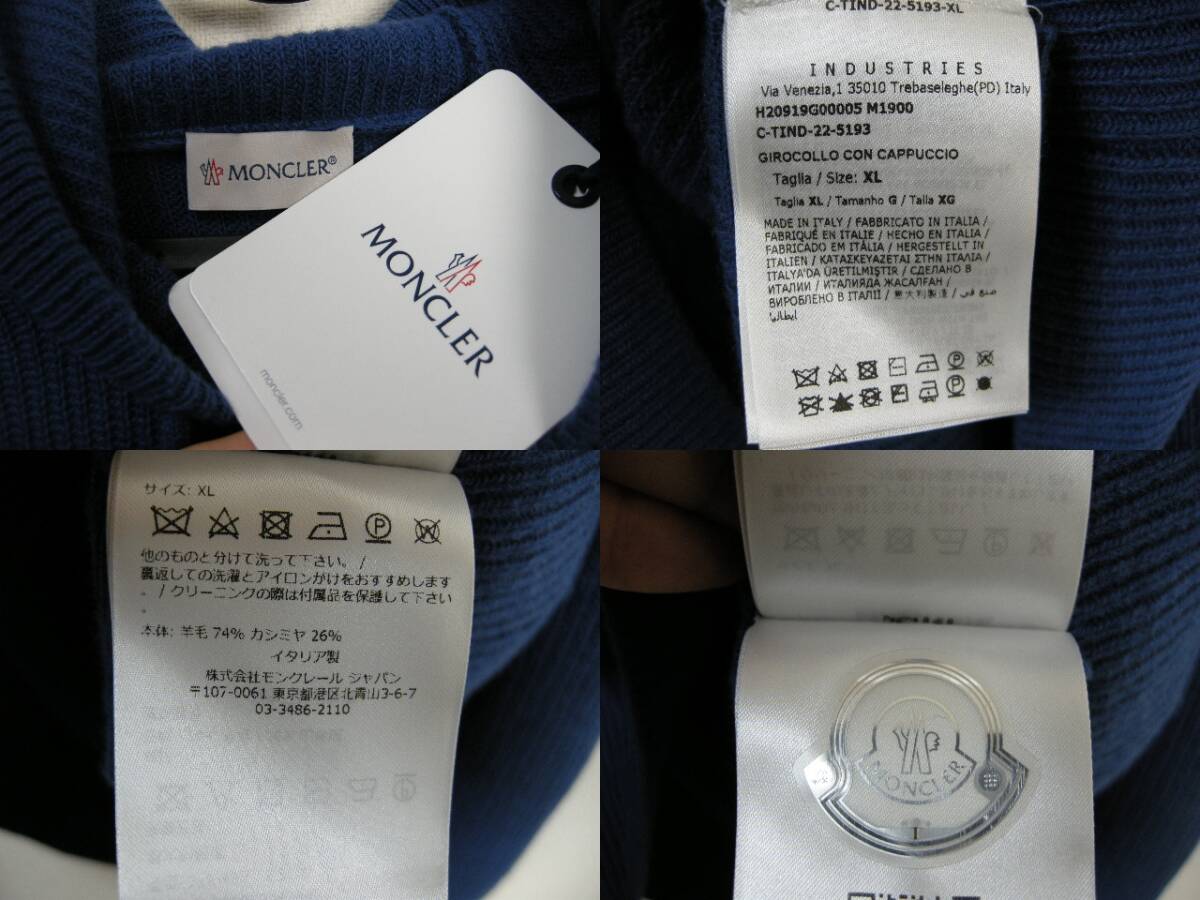 MONCLER®
MONCLER
moncler.com
C-TIND-22-5193-XL
INDUSTRIES
Via Venezia,1 35010 Trebaseleghe(PD) Italy
H20919G00005 M1900
C-TIND-22-5193
GIROCOLLO CON CAPPUCCIO
Taglia / Size: XL
Taglia XL / Tamanho G / Talla XG
MADE IN ITALY / FABBRICATO IN ITALIA /
FABRIQUÉ EN ITALIE / HECHO EN ITALIA /
FABRICADO EM ITÁLIA / HERGESTELLT IN
ITALIEN / ΚΑΤΑΣΚΕΥΑΖΕΤΑΙ ΣΤΗΝ ΙΤΑΛΙΑ /
ITALYA'DA ÜRETILMIŞTIR / СДЕЛАНО В
ИТАЛИИ / ИТАЛИЯДА ЖАСАЛҒАН /
ВИРОБЛЕНО В ІТАЛІЇ / 意大利製造 / صنع في
إيطاليا
サイズ: XL
他のものと分けて洗って下さい。 /
裏返しての洗濯とアイロンがけをおすすめします
。 / クリーニングの際は付属品を保護して下さい
。
本体: 羊毛 74% カシミヤ 26%
イタリア製
株式会社モンクレール ジャパン
〒107-0061 東京都港区北青山3-6-7
03-3486-2110
MONCLER